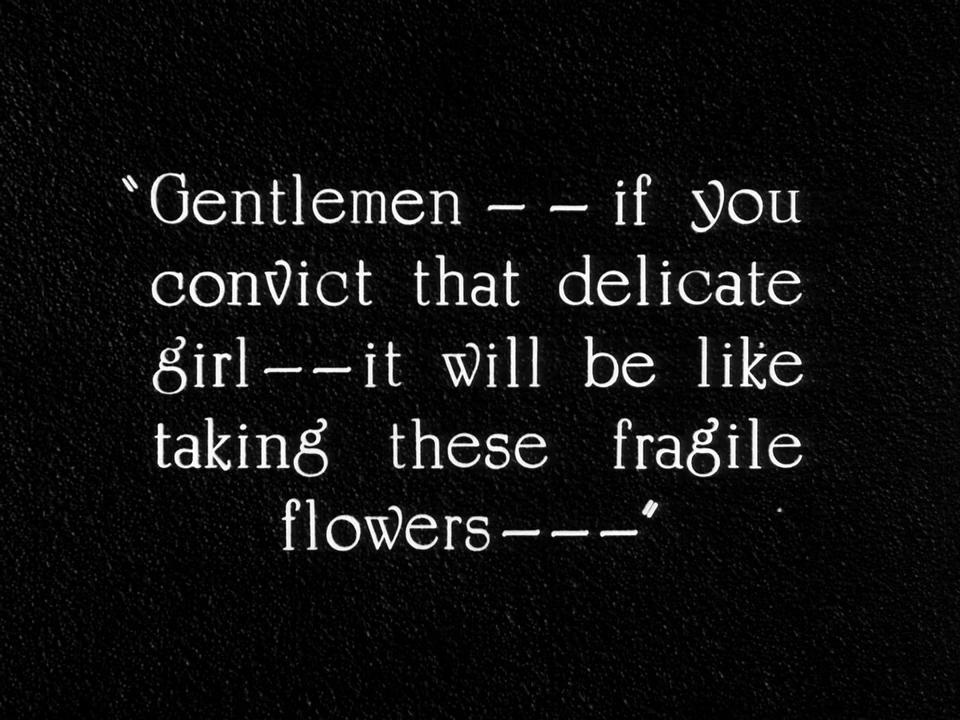 "Gentlemen — — if you
convict that delicate
girl — — it will be like
taking these fragile
flowers — — —"